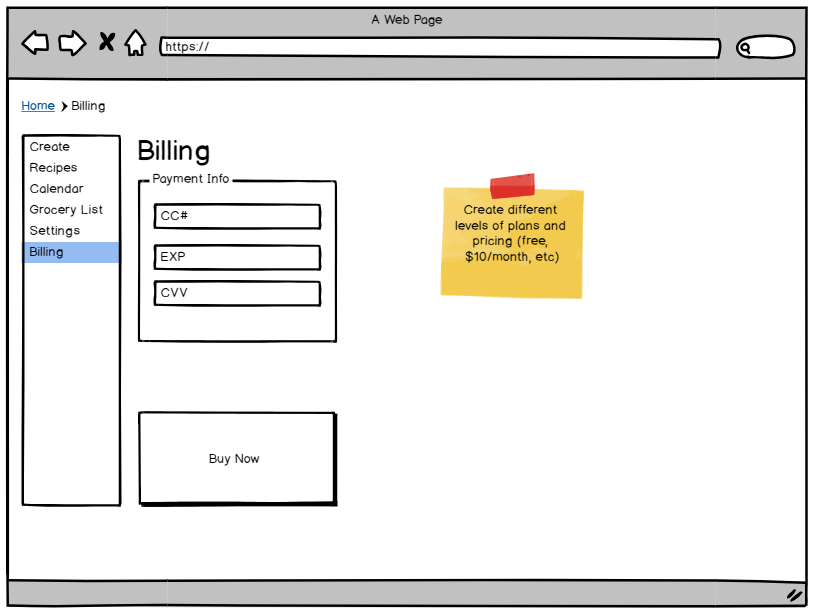 A Web Page
https://
Home Billing
Create
Recipes
Calendar
Grocery List
Settings
Billing
Billing
Payment Info
CC#
EXP
CVV
Buy Now
Create different
levels of plans and
pricing (free,
$10/month, etc)